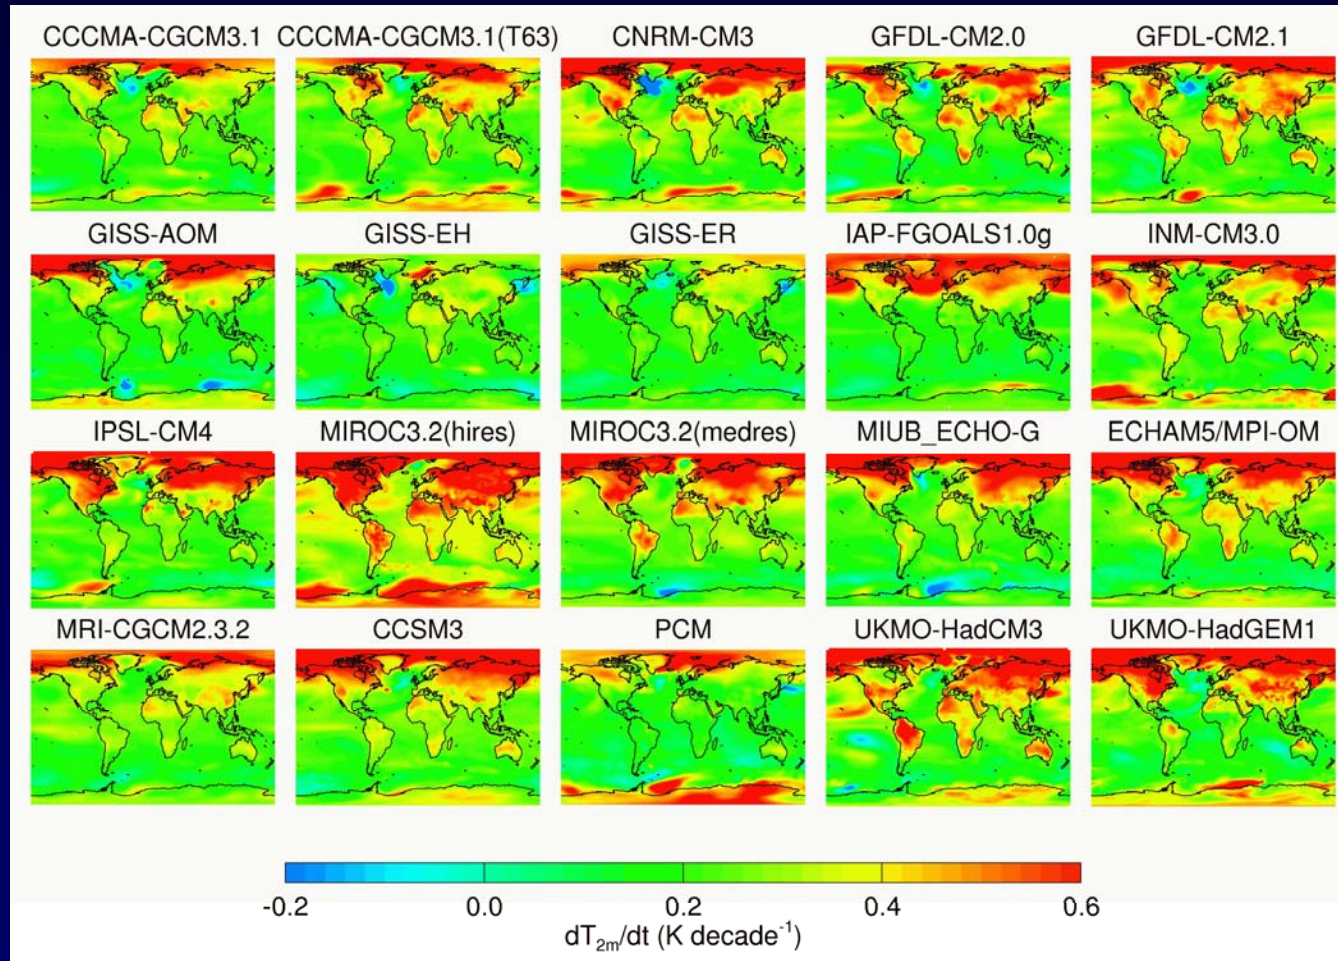 CCCMA-CGCM3.1 CCCMA-CGCM3.1(T63) CNRM-CM3 GFDL-CM2.0 GFDL-CM2.1
GISS-AOM GISS-EH GISS-ER IAP-FGOALS1.0g INM-CM3.0
IPSL-CM4 MIROC3.2(hires) MIROC3.2(medres) MIUB_ECHO-G ECHAM5/MPI-OM
MRI-CGCM2.3.2 CCSM3 PCM UKMO-HadCM3 UKMO-HadGEM1
-0.2 0.0 0.2 0.4 0.6
dT₂ₘ/dt (K decade⁻¹)